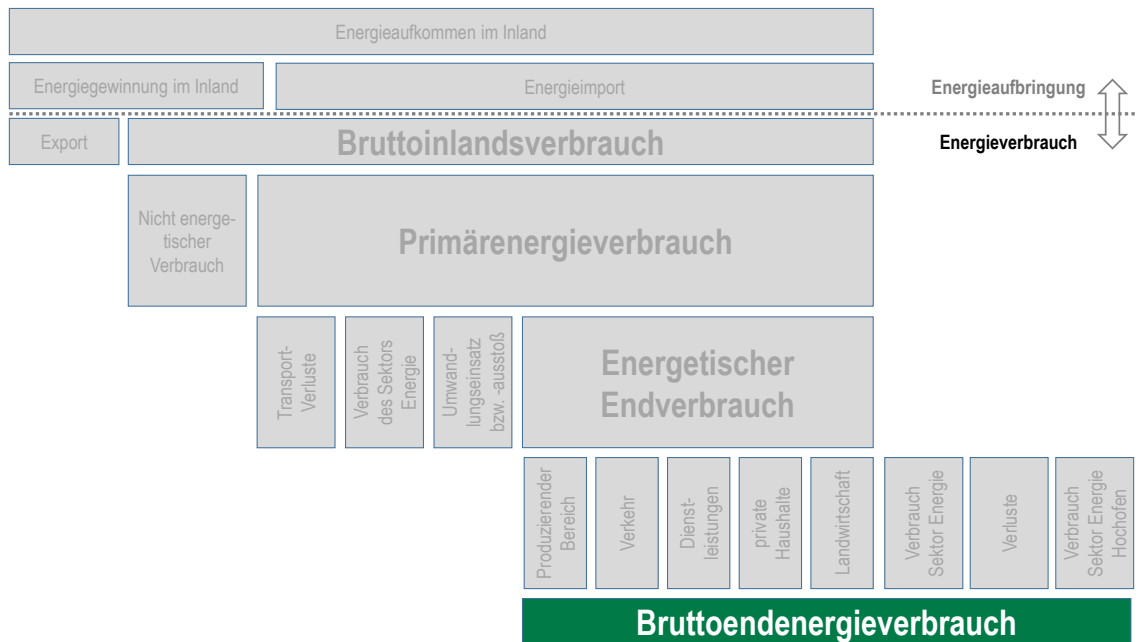 Energieaufkommen im Inland
Energiegewinnung im Inland
Energieimport
Energieaufbringung
Export
Bruttoinlandsverbrauch
Energieverbrauch
Nicht energe-
tischer
Verbrauch
Primärenergieverbrauch
Transport-
Verluste
Verbrauch
des Sektors
Energie
Umwand-
lungseinsatz
bzw. -ausstoß
Energetischer
Endverbrauch
Produzierender
Bereich
Verkehr
Dienst-
leistungen
private
Haushalte
Landwirtschaft
Verbrauch
Sektor Energie
Verluste
Verbrauch
Sektor Energie
Hochofen
Bruttoendenergieverbrauch